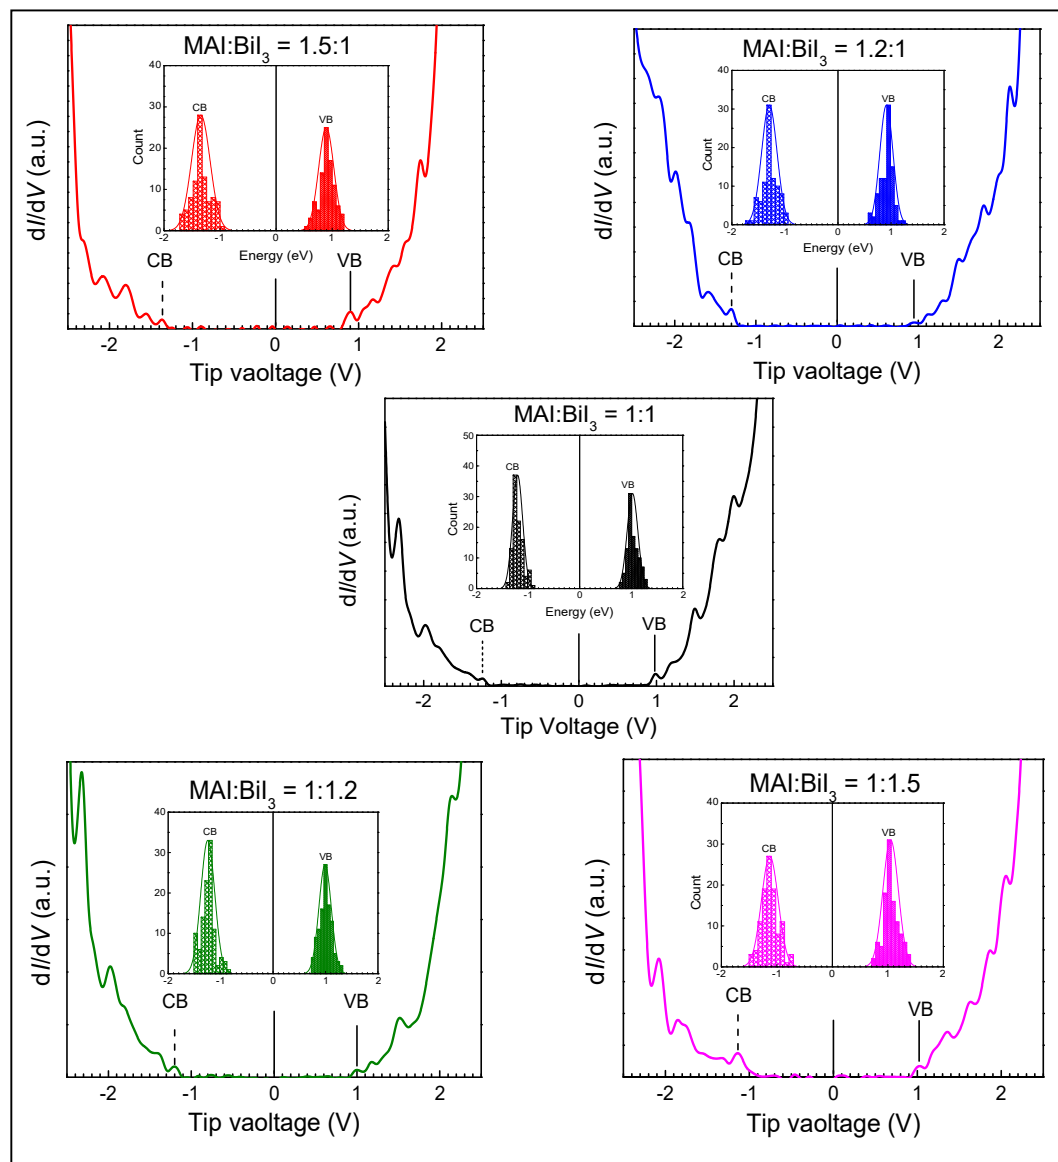 MAI:BiI3 = 1.5:1
40
30
20
10
0
Count
CB
VB
-2
-1
0
1
2
Energy (eV)
dI/dV (a.u.)
CB
VB
-2
-1
0
1
2
Tip vaoltage (V)
MAI:BiI3 = 1.2:1
40
30
20
10
0
Count
CB
VB
-2
-1
0
1
2
dI/dV (a.u.)
CB
VB
-2
-1
0
1
2
Tip vaoltage (V)
MAI:BiI3 = 1:1
50
40
30
20
10
0
Count
CB
VB
-2
-1
0
1
2
Energy (eV)
dI/dV (a.u.)
CB
VB
-2
-1
0
1
2
Tip Voltage (V)
MAI:BiI3 = 1:1.2
40
30
20
10
0
CB
VB
-2
-1
0
1
2
dI/dV (a.u.)
CB
VB
-2
-1
0
1
2
Tip vaoltage (V)
MAI:BiI3 = 1:1.5
40
30
20
10
0
Count
CB
VB
-2
-1
0
1
2
dI/dV (a.u.)
CB
VB
-2
-1
0
1
2
Tip vaoltage (V)